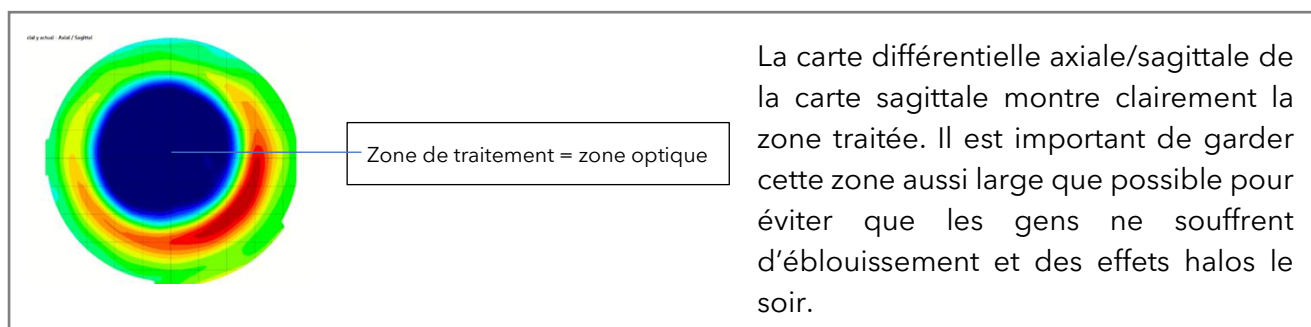 Axial / Sagittal
Zone de traitement = zone optique
La carte différentielle axiale/sagittale de
la carte sagittale montre clairement la
zone traitée. Il est important de garder
cette zone aussi large que possible pour
éviter que les gens ne souffrent
d’éblouissement et des effets halos le
soir.